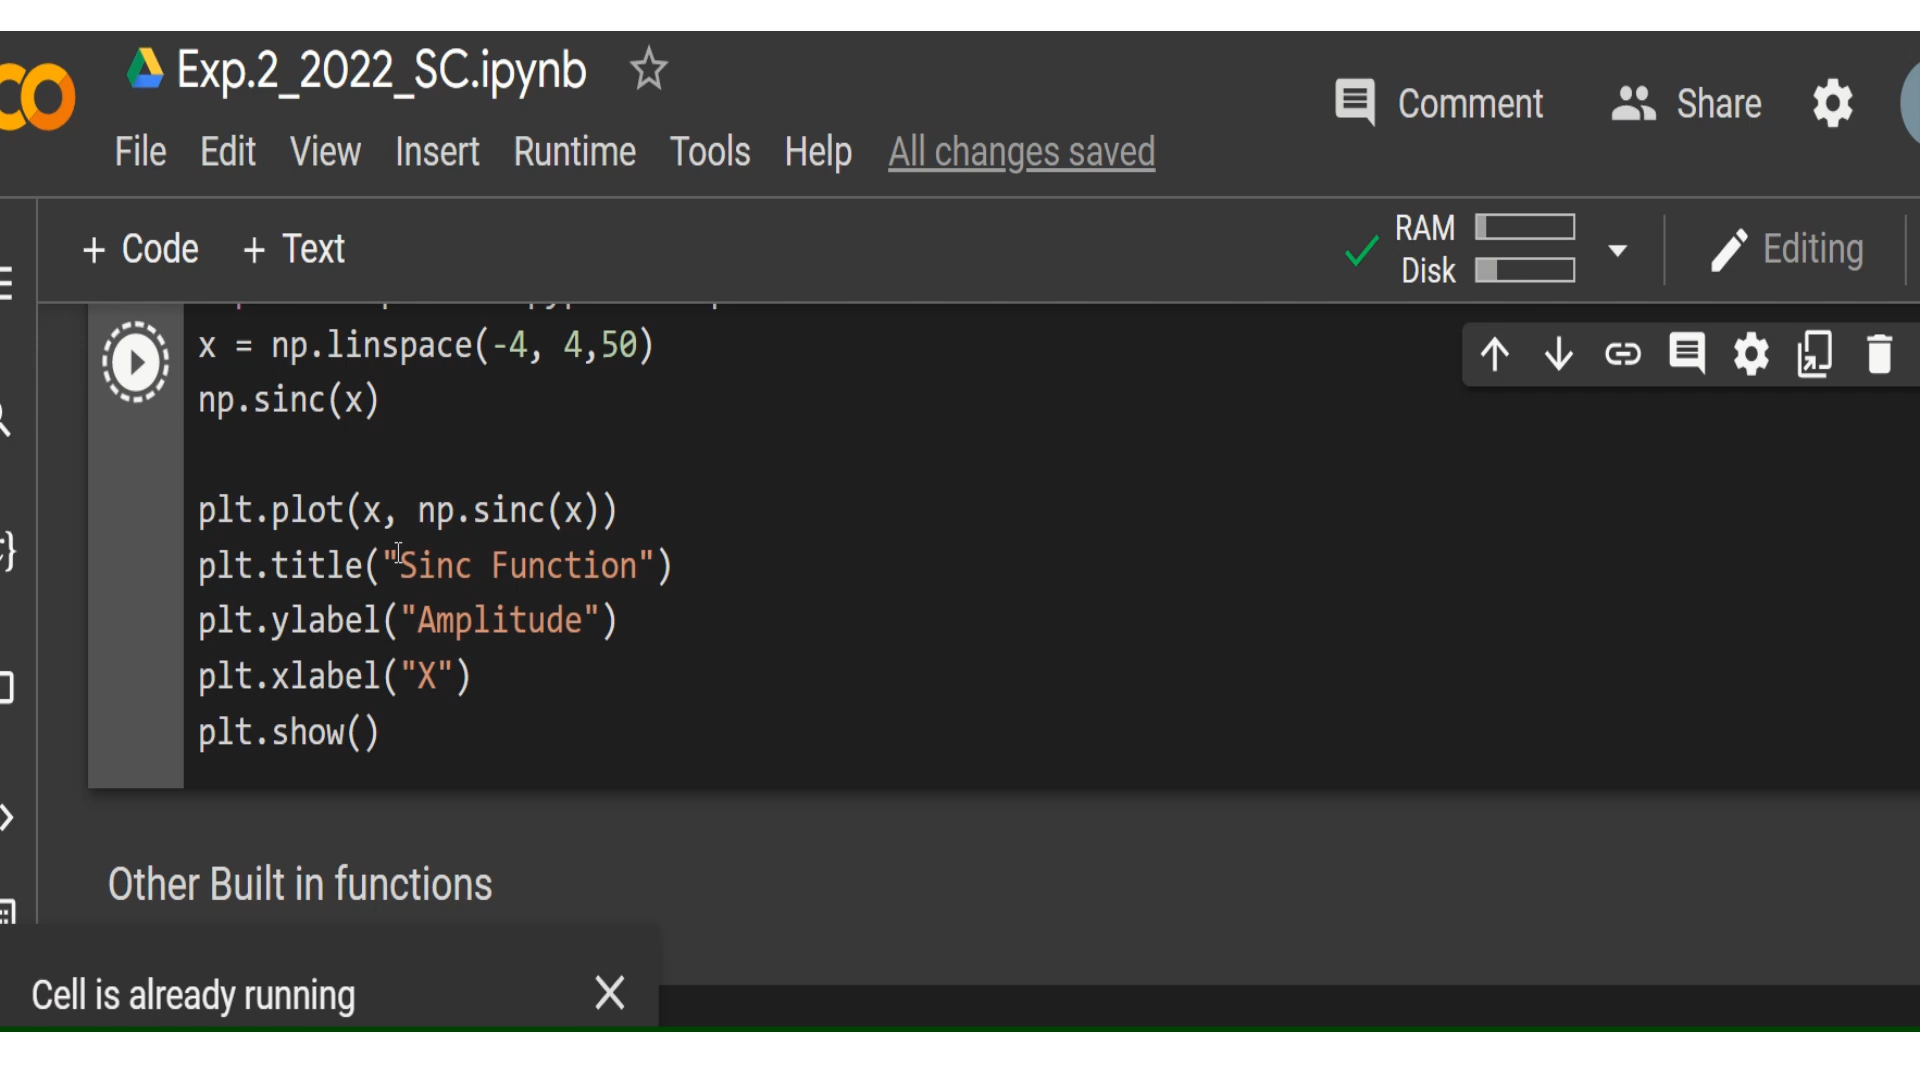 Exp.2_2022_SC.ipynb
Comment
Share
File Edit View Insert Runtime Tools Help All changes saved
+ Code + Text
RAM
Disk
Editing
x = np.linspace(-4, 4,50)
np.sinc(x)
plt.plot(x, np.sinc(x))
plt.title("Sinc Function")
plt.ylabel("Amplitude")
plt.xlabel("X")
plt.show()
Other Built in functions
Cell is already running